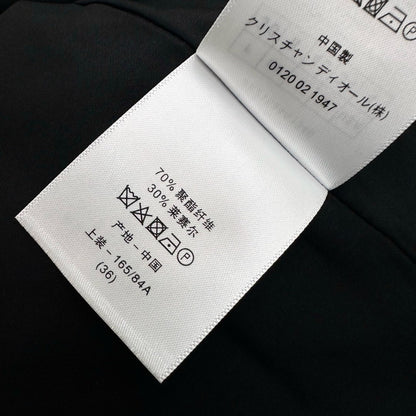 中国製
クリスチャン ディオール(株)
0120 02 1947
70% 聚酯纤维
30% 莱赛尔
P
产地 – 中国
上装 – 165/84A
(36)